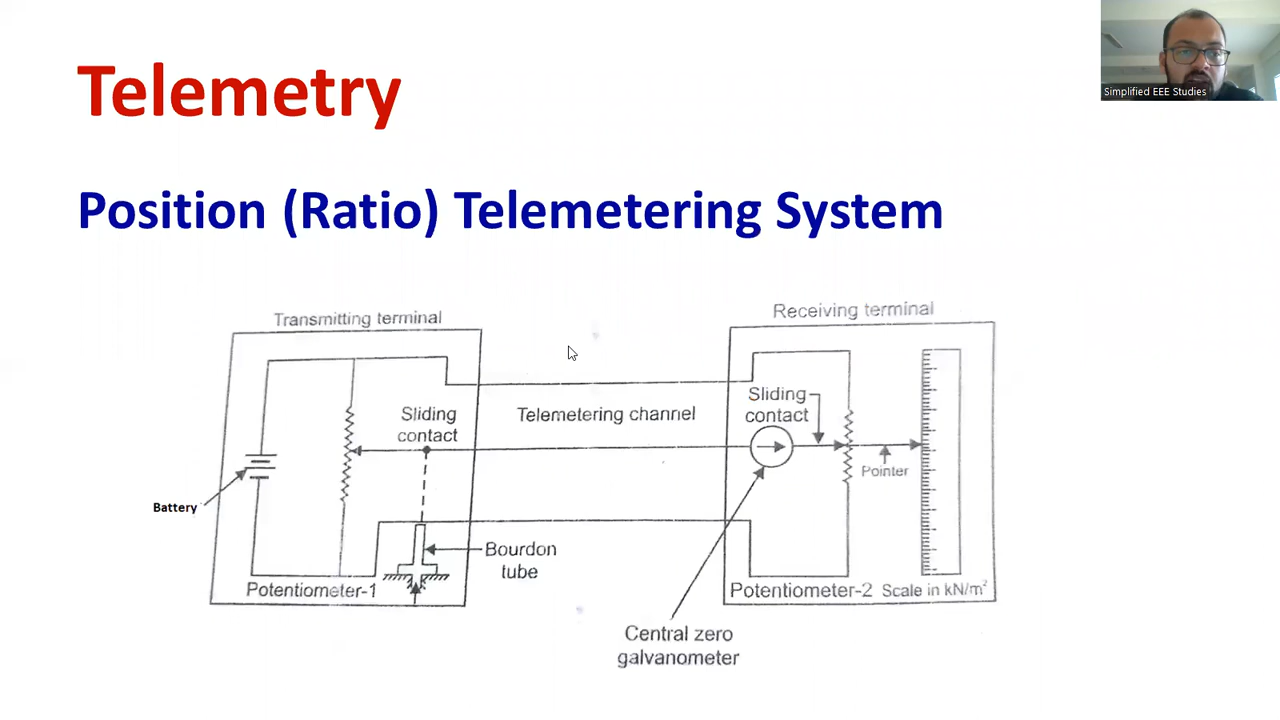 Telemetry
Simplified EEE Studies
Position (Ratio) Telemetering System
Transmitting terminal
Receiving terminal
Sliding
contact
Telemetering channel
Sliding
contact
Pointer
Battery
Bourdon
tube
Potentiometer-1
Potentiometer-2
Scale in kN/m²
Central zero
galvanometer